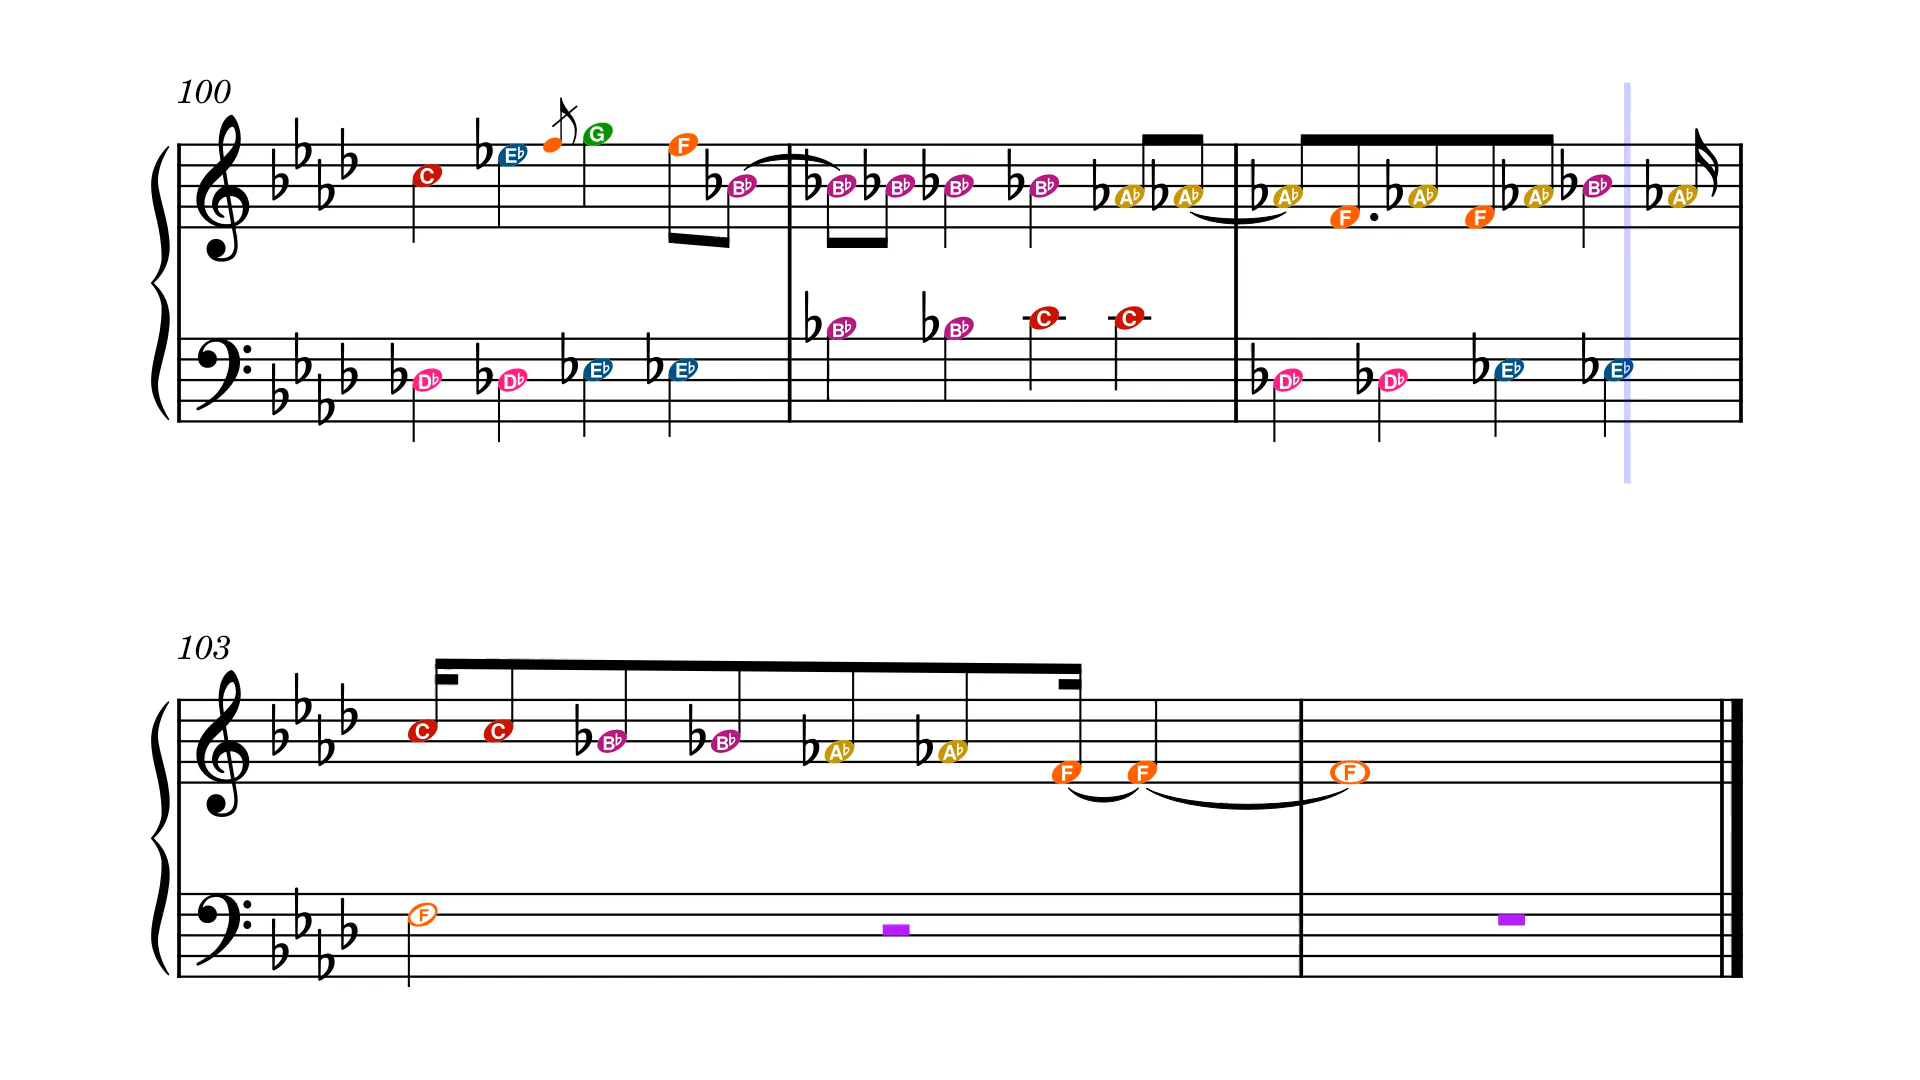 100
C E♭ G F B♭ B♭ B♭ B♭ B♭ A♭ A♭ A♭ F A♭ F A♭ B♭ A♭
D♭ D♭ E♭ E♭ B♭ B♭ C C D♭ D♭ E♭ E♭
103
C C B♭ B♭ A♭ A♭ F F F
F